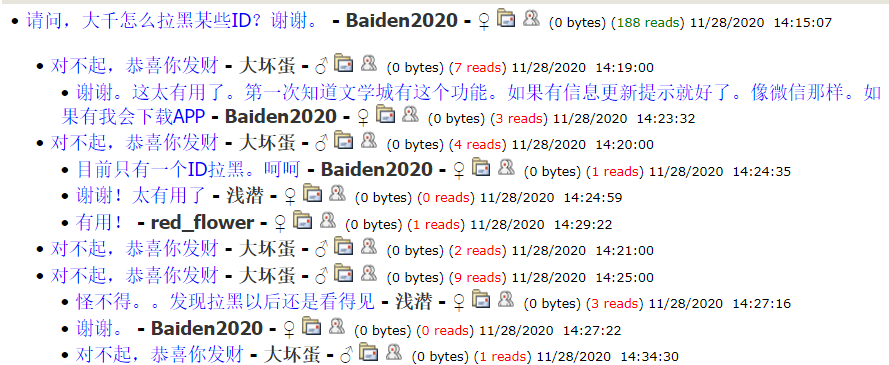 请问，大千怎么拉黑某些ID？谢谢。 - Baiden2020 - ♀ (0 bytes) (188 reads) 11/28/2020 14:15:07
对不起，恭喜你发财 - 大坏蛋 - ♂ (0 bytes) (7 reads) 11/28/2020 14:19:00
谢谢。这太有用了。第一次知道文学城有这个功能。如果有信息更新提示就好了。像微信那样。如
果有我会下载APP - Baiden2020 - ♀ (0 bytes) (3 reads) 11/28/2020 14:23:32
对不起，恭喜你发财 - 大坏蛋 - ♂ (0 bytes) (4 reads) 11/28/2020 14:20:00
目前只有一个ID拉黑。呵呵 - Baiden2020 - ♀ (0 bytes) (1 reads) 11/28/2020 14:24:35
谢谢！太有用了 - 浅潜 - ♀ (0 bytes) (0 reads) 11/28/2020 14:24:59
有用！ - red_flower - ♀ (0 bytes) (1 reads) 11/28/2020 14:29:22
对不起，恭喜你发财 - 大坏蛋 - ♂ (0 bytes) (2 reads) 11/28/2020 14:21:00
对不起，恭喜你发财 - 大坏蛋 - ♂ (0 bytes) (9 reads) 11/28/2020 14:25:00
怪不得。。发现拉黑以后还是看得见 - 浅潜 - ♀ (0 bytes) (3 reads) 11/28/2020 14:27:16
谢谢。 - Baiden2020 - ♀ (0 bytes) (0 reads) 11/28/2020 14:27:22
对不起，恭喜你发财 - 大坏蛋 - ♂ (0 bytes) (1 reads) 11/28/2020 14:34:30